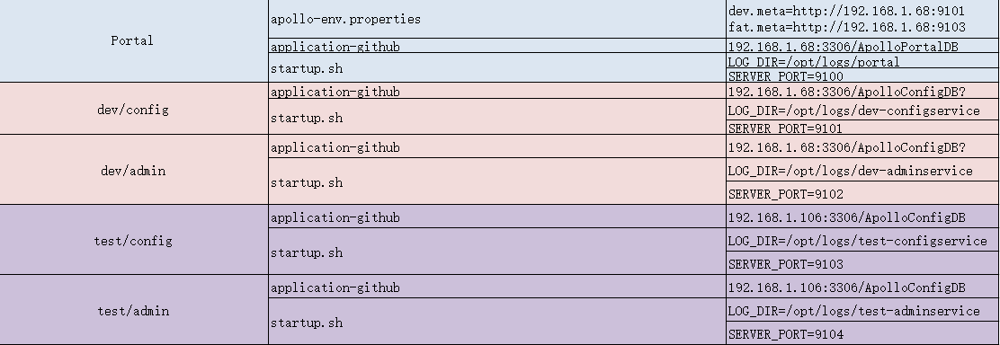 Portal
apollo-env.properties
dev.meta=http://192.168.1.68:9101
fat.meta=http://192.168.1.68:9103
application-github
192.168.1.68:3306/ApolloPortalDB
startup.sh
LOG_DIR=/opt/logs/portal
SERVER_PORT=9100
dev/config
application-github
192.168.1.68:3306/ApolloConfigDB?
startup.sh
LOG_DIR=/opt/logs/dev-configservice
SERVER_PORT=9101
dev/admin
application-github
192.168.1.68:3306/ApolloConfigDB?
startup.sh
LOG_DIR=/opt/logs/dev-adminservice
SERVER_PORT=9102
test/config
application-github
192.168.1.106:3306/ApolloConfigDB
startup.sh
LOG_DIR=/opt/logs/test-configservice
SERVER_PORT=9103
test/admin
application-github
192.168.1.106:3306/ApolloConfigDB
startup.sh
LOG_DIR=/opt/logs/test-adminservice
SERVER_PORT=9104